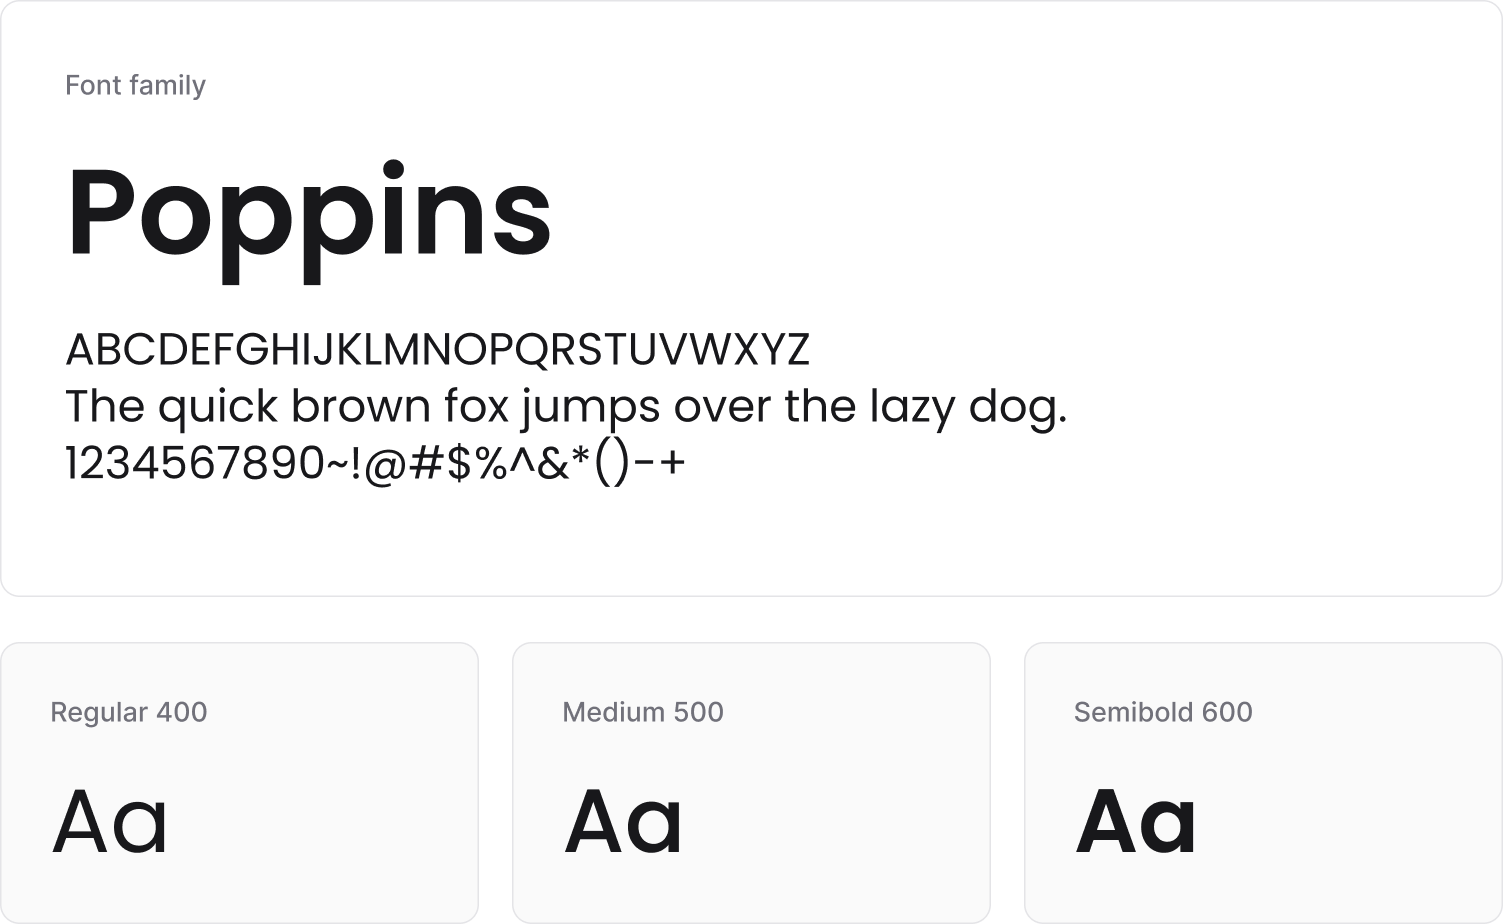 Font family
Poppins
ABCDEFGHIJKLMNOPQRSTUVWXYZ
The quick brown fox jumps over the lazy dog.
1234567890~!@#$%^&*()-+
Regular 400
Medium 500
Semibold 600
Aa
Aa
Aa